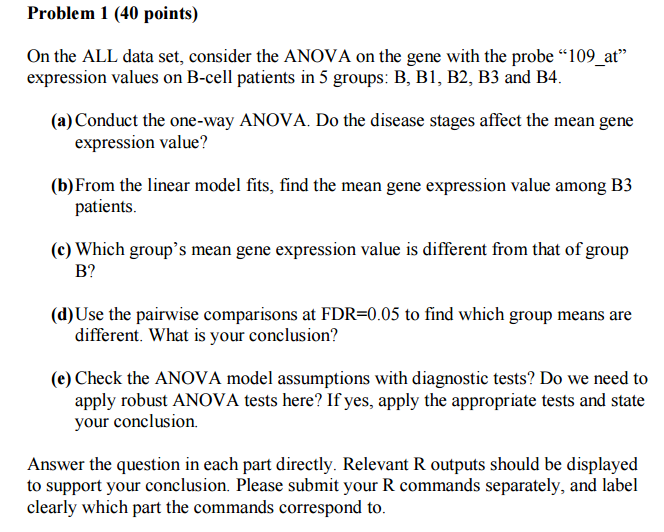 Problem 1 (40 points)
On the ALL data set, consider the ANOVA on the gene with the probe “109_at”
expression values on B-cell patients in 5 groups: B, B1, B2, B3 and B4.
(a) Conduct the one-way ANOVA. Do the disease stages affect the mean gene
expression value?
(b) From the linear model fits, find the mean gene expression value among B3
patients.
(c) Which group’s mean gene expression value is different from that of group
B?
(d) Use the pairwise comparisons at FDR=0.05 to find which group means are
different. What is your conclusion?
(e) Check the ANOVA model assumptions with diagnostic tests? Do we need to
apply robust ANOVA tests here? If yes, apply the appropriate tests and state
your conclusion.
Answer the question in each part directly. Relevant R outputs should be displayed
to support your conclusion. Please submit your R commands separately, and label
clearly which part the commands correspond to.